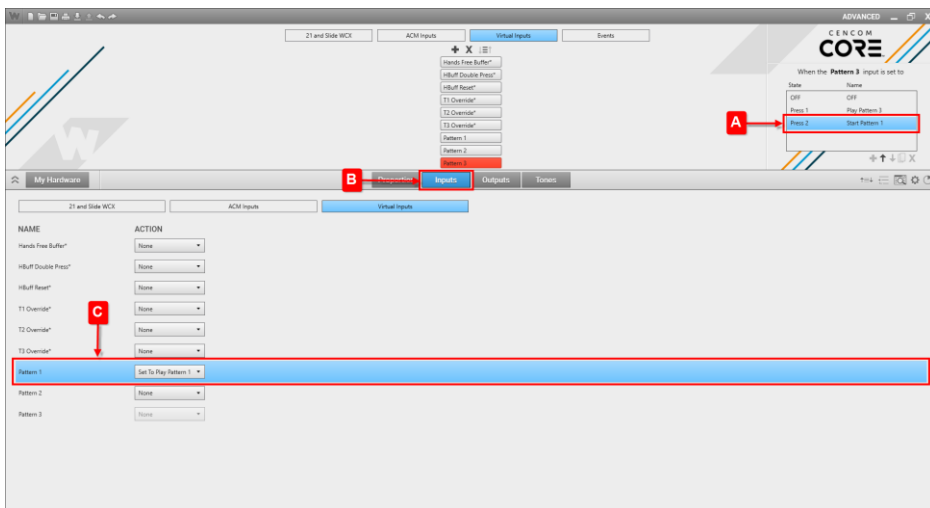 ADVANCED
21 and Slide WCX ACM Inputs Virtual Inputs Events
Hands Free Buffer*
HBuff Double Press*
HBuff Reset*
T1 Override*
T2 Override*
T3 Override*
Pattern 1
Pattern 2
Pattern 3
CENCOM
CORE
When the Pattern 3 input is set to
State Name
OFF OFF
Press 1 Play Pattern 3
Press 2 Start Pattern 1
A
B
My Hardware Properties Inputs Outputs Tones
21 and Slide WCX ACM Inputs Virtual Inputs
NAME ACTION
Hands Free Buffer* None
HBuff Double Press* None
HBuff Reset* None
C
T1 Override* None
T2 Override* None
T3 Override* None
Pattern 1 Set To Play Pattern 1
Pattern 2 None
Pattern 3 None